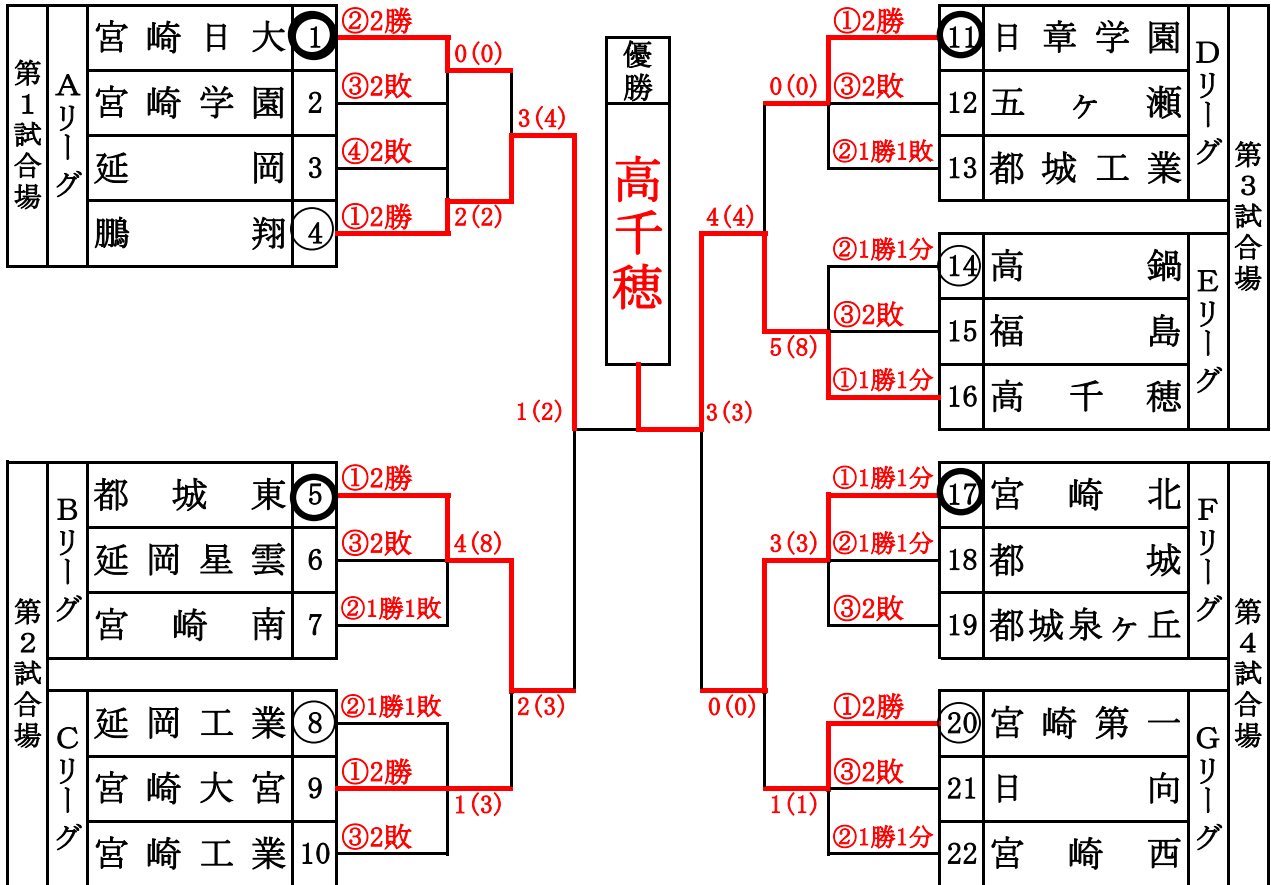 第1試合場
Aリーグ
宮崎日大 1 ②2勝
宮崎学園 2 ③2敗
延岡 3 ④2敗
鵬翔 4 ①2勝
0(0)
2(2)
3(4)
第2試合場
Bリーグ
都城東 5 ①2勝
延岡星雲 6 ③2敗
宮崎南 7 ②1勝1敗
4(8)
Cリーグ
延岡工業 8 ②1勝1敗
宮崎大宮 9 ①2勝
宮崎工業 10 ③2敗
1(3)
2(3)
1(2)
優勝
高千穂
3(3)
第3試合場
Dリーグ
①2勝 11 日章学園
③2敗 12 五ヶ瀬
②1勝1敗 13 都城工業
0(0)
4(4)
Eリーグ
②1勝1分 14 高鍋
③2敗 15 福島
①1勝1分 16 高千穂
5(8)
第4試合場
Fリーグ
①1勝1分 17 宮崎北
②1勝1分 18 都城
③2敗 19 都城泉ヶ丘
3(3)
0(0)
Gリーグ
①2勝 20 宮崎第一
③2敗 21 日向
②1勝1分 22 宮崎西
1(1)